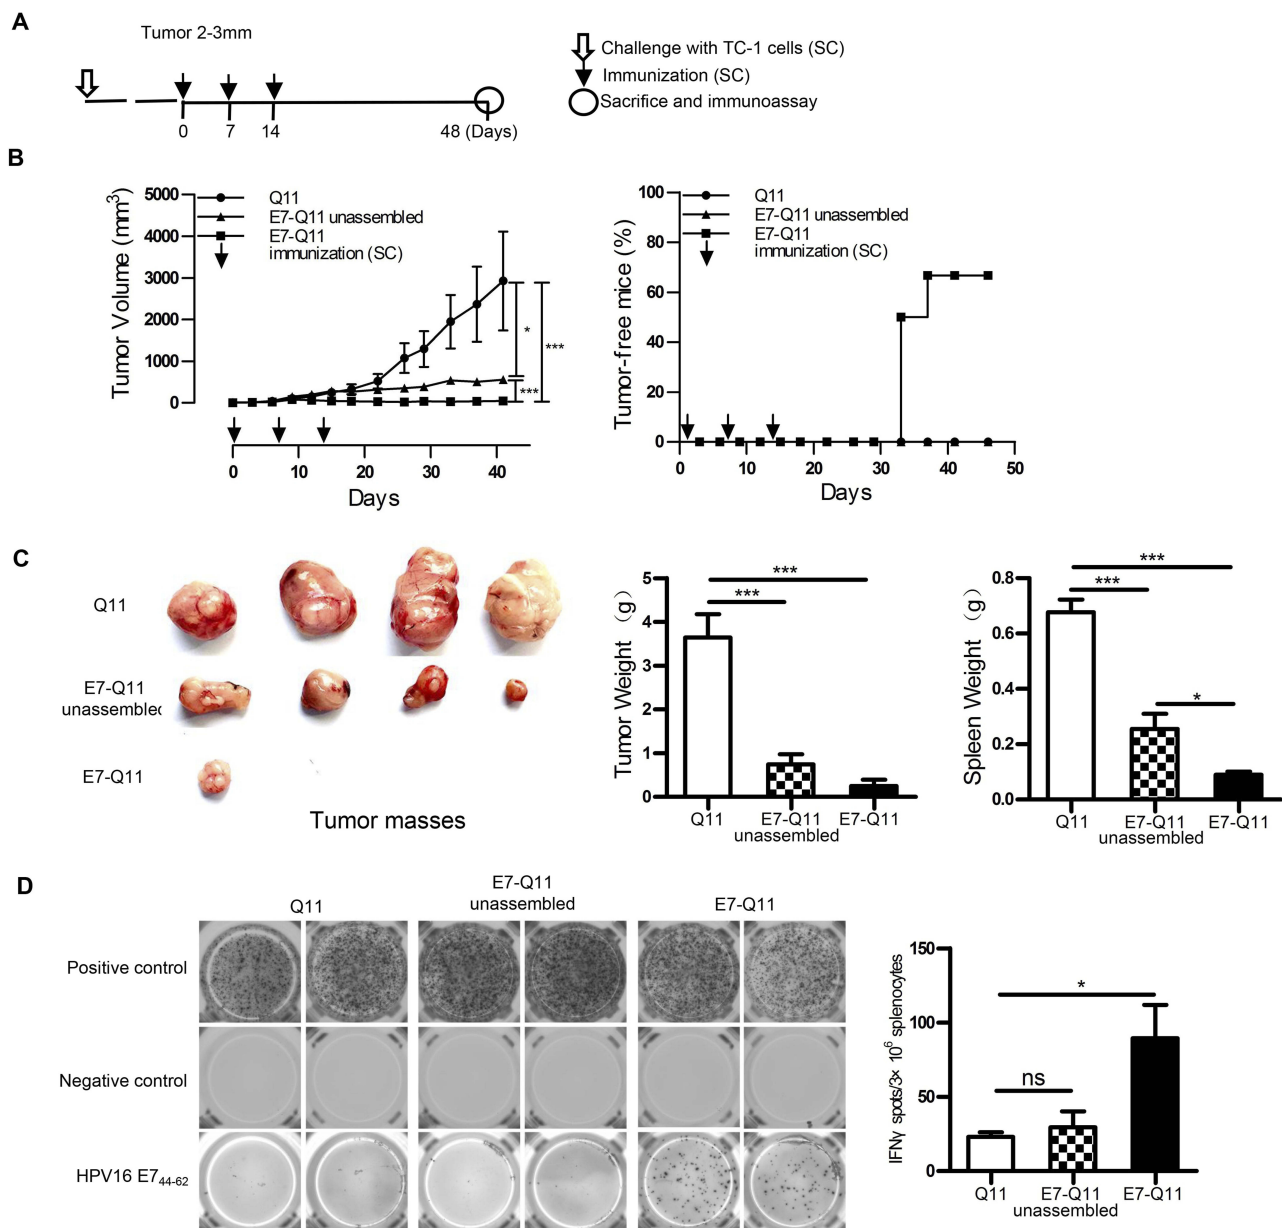 A
Tumor 2-3mm
0 7 14 48 (Days)
Challenge with TC-1 cells (SC)
Immunization (SC)
Sacrifice and immunoassay
B
Tumor Volume (mm³)
5000
4000
3000
2000
1000
0
Q11
E7-Q11 unassembled
E7-Q11
immunization (SC)
*
***
***
0 10 20 30 40
Days
Tumor-free mice (%)
100
80
60
40
20
0
Q11
E7-Q11 unassembled
E7-Q11
immunization (SC)
0 10 20 30 40 50
Days
C
Q11
E7-Q11
unassemblec
E7-Q11
Tumor masses
Tumor Weight (g)
5
4
3
2
1
0
***
***
Q11 E7-Q11 E7-Q11
unassembled
Spleen Weight (g)
0.8
0.6
0.4
0.2
0.0
***
***
*
Q11 E7-Q11 E7-Q11
unassembled
D
Q11
E7-Q11
unassembled
E7-Q11
Positive control
Negative control
HPV16 E7₄₄₋₆₂
IFNγ spots/3× 10⁶ splenocytes
150
100
50
0
*
ns
Q11 E7-Q11 E7-Q11
unassembled